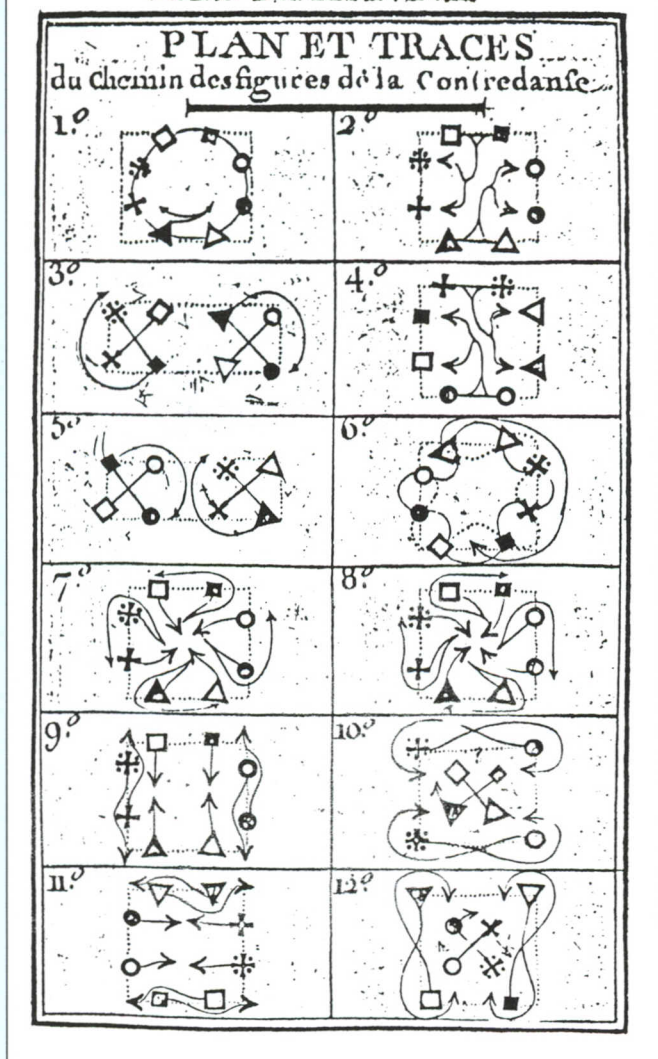 PLAN ET TRACES
du Chemin des figures de la Contredanse
1.º
2.º
3.º
4.º
5.º
6.º
7.º
8.º
9.º
10.º
11.º
12.º